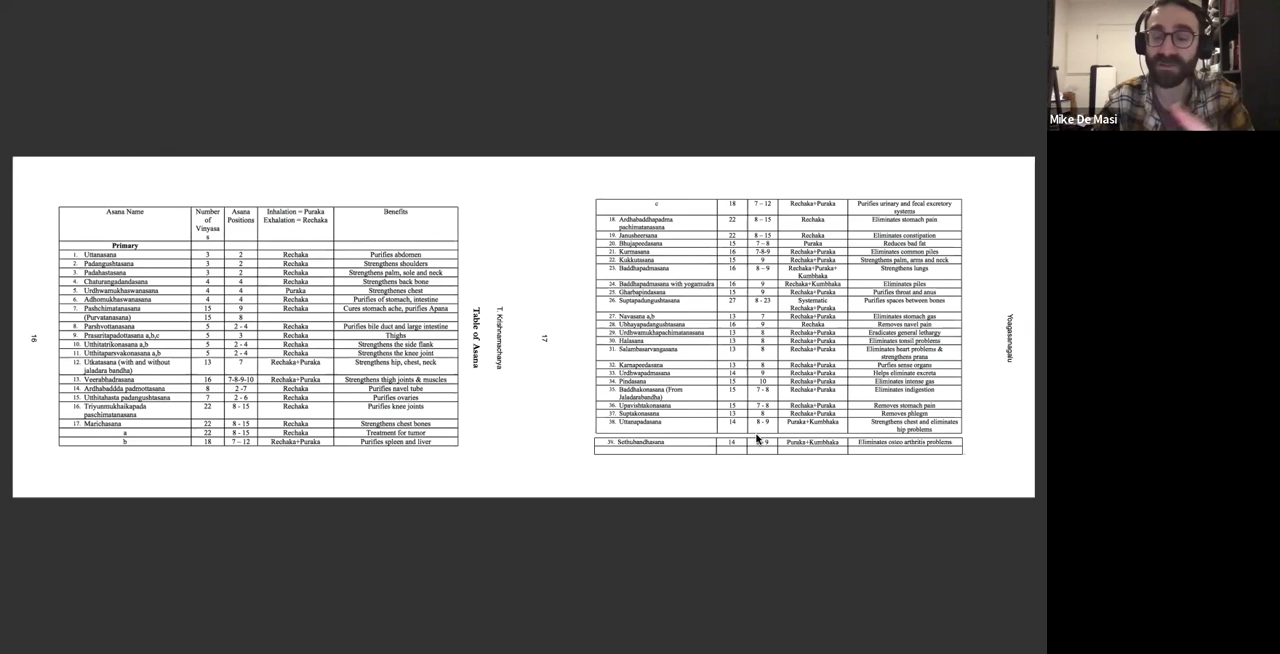 Mike De Masi
Asana Name Number of Vinyasas Asana Positions Inhalation = Puraka Exhalation = Rechaka Benefits
Primary
1. Uttanasana 3 2 Rechaka Purifies abdomen
2. Padangushtasana 3 2 Rechaka Strengthens shoulders
3. Padahastasana 3 2 Rechaka Strengthens palm, sole and neck
4. Chaturangadandasana 4 4 Rechaka Strengthens back bone
5. Urdhwamukhaswanasana 4 4 Puraka Strengthenes chest
6. Adhomukhaswanasana 4 4 Rechaka Purifies of stomach, intestine
7. Paschimatanasana 15 9 Rechaka Cures stomach ache, purifies Apana
(Purvatanasana) 15 8
8. Parshvottanasana 5 2 - 4 Rechaka Purifies bile duct and large intestine
9. Prasaritapadottasana a,b,c 5 3 Rechaka Thighs
10. Utthitatrikonasana a,b 5 2 - 4 Rechaka Strengthens the side flank
11. Utthitaparsvakonasana a,b 5 2 - 4 Rechaka Strengthens the knee joint
12. Utkatasana (with and without jaladara bandha) 13 7 Rechaka+Puraka Strengthens hip, chest, neck
13. Veerabhadrasana 16 7-8-9-10 Rechaka+Puraka Strengthens thigh joints & muscles
14. Ardhabaddda padmottasana 8 2 -7 Rechaka Purifies navel tube
15. Utthitahasta padangushtasana 7 2 - 6 Rechaka Purifies ovaries
16. Triyunmukhaikapada paschimatanasana 22 8 - 15 Rechaka Purifies knee joints
17. Marichasana 22 8 - 15 Rechaka Strengthens chest bones
a 22 8 - 15 Rechaka Treatment for tumor
b 18 7 – 12 Rechaka+Puraka Purifies spleen and liver
16
T. Krishnamacharya
Table of Asana
c 18 7 – 12 Rechaka+Puraka Purifies urinary and fecal excretory systems
18. Ardhabaddhapadma pachimatanasana 22 8 – 15 Rechaka Eliminates stomach pain
19. Janusheersana 22 8 – 15 Rechaka Eliminates constipation
20. Bhujapeedasana 15 7 – 8 Puraka Reduces bad fat
21. Kurmasana 16 7-8-9 Rechaka+Puraka Eliminates common piles
22. Kukkutasana 15 9 Rechaka+Puraka Strengthens palm, arms and neck
23. Baddhapadmasana 16 8 – 9 Rechaka+Puraka+ Kumbhaka Strengthens lungs
24. Baddhapadmasana with yogamudra 16 9 Rechaka+Kumbhaka Eliminates piles
25. Gharbapindasana 15 9 Rechaka+Puraka Purifies throat and anus
26. Suptapadungushtasana 27 8 - 23 Systematic Rechaka+Puraka Purifies spaces between bones
27. Navasana a,b 13 7 Rechaka+Puraka Eliminates stomach gas
28. Ubhayapadangushtasana 16 9 Rechaka Removes navel pain
29. Urdhwamukhapachimatanasana 13 8 Rechaka+Puraka Eradicates general lethargy
30. Halasana 13 8 Rechaka+Puraka Eliminates tonsil problems
31. Salambasarvangasana 13 8 Rechaka+Puraka Eliminates heart problems & strengthens prana
32. Karnapeedasana 13 8 Rechaka+Puraka Purfies sense organs
33. Urdhwapadmasana 14 9 Rechaka+Puraka Helps eliminate excreta
34. Pindasana 15 10 Rechaka+Puraka Eliminates intense gas
35. Baddhakonasana (From Jaladarabandha) 15 7 - 8 Rechaka+Puraka Eliminates indigestion
36. Upavishtakonasana 15 7 - 8 Rechaka+Puraka Removes stomach pain
37. Suptakonasana 13 8 Rechaka+Puraka Removes phlegm
38. Uttanapadasana 14 8 - 9 Puraka+Kumbhaka Strengthens chest and eliminates hip problems
39. Sethubandhasana 14 9 Puraka+Kumbhaka Eliminates osteo arthritis problems
17
Yoagasanagalu